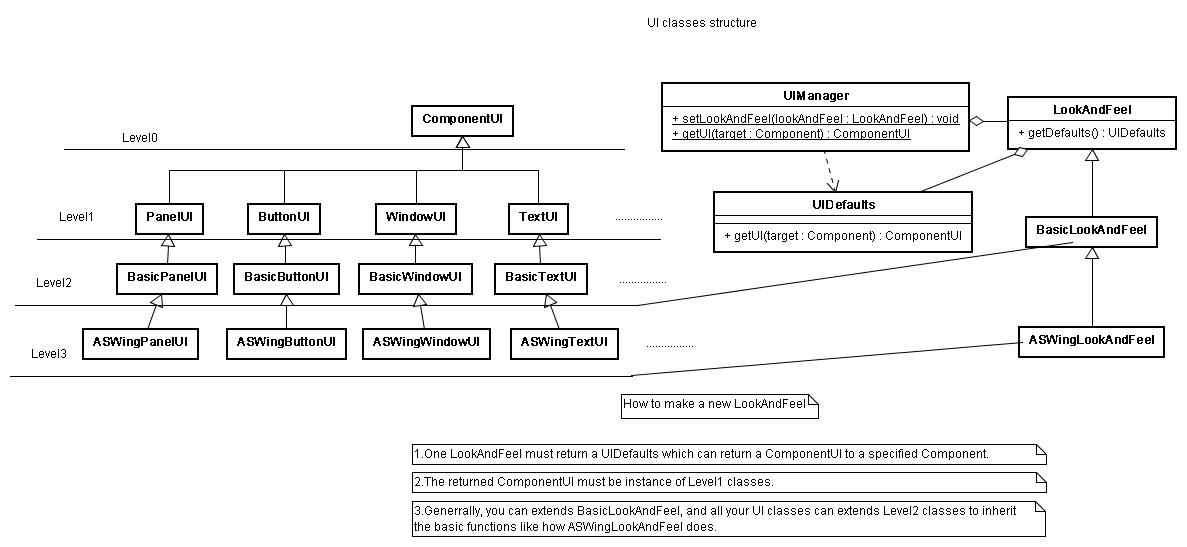 UI classes structure
UIManager
+ setLookAndFeel(lookAndFeel : LookAndFeel) : void
+ getUI(target : Component) : ComponentUI
LookAndFeel
+ getDefaults() : UIDefaults
ComponentUI
Level0
UIDefaults
+ getUI(target : Component) : ComponentUI
Level1
PanelUI
ButtonUI
WindowUI
TextUI
................
BasicLookAndFeel
Level2
BasicPanelUI
BasicButtonUI
BasicWindowUI
BasicTextUI
................
Level3
ASWingPanelUI
ASWingButtonUI
ASWingWindowUI
ASWingTextUI
................
ASWingLookAndFeel
How to make a new LookAndFeel
1.One LookAndFeel must return a UIDefaults which can return a ComponentUI to a specified Component.
2.The returned ComponentUI must be instance of Level1 classes.
3.Generrally, you can extends BasicLookAndFeel, and all your UI classes can extends Level2 classes to inherit
the basic functions like how ASWingLookAndFeel does.